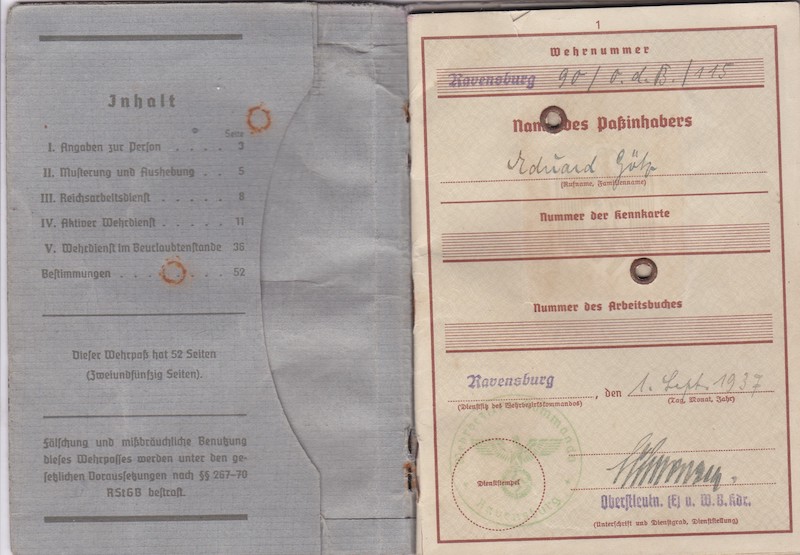 Inhalt
Seite
I. Angaben zur Person . . . . 3
II. Musterung und Aushebung . . 5
III. Reichsarbeitsdienst . . . . 8
IV. Aktiver Wehrdienst . . . . 11
V. Wehrdienst im Beurlaubtenstande 35
Bestimmungen . . . . . . . 52
Dieser Wehrpaß hat 52 Seiten
(Zweiundfünfzig Seiten).
Fälschung und mißbräuchliche Benutzung
dieses Wehrpasses werden unter den ge-
setzlichen Voraussetzungen nach §§ 267–70
RStGB bestraft.
1
Wehrnummer
Ravensburg 90/0.d.B./115
Name des Paßinhabers
Eduard Götz
(Rufname, Familienname)
Nummer der Kennkarte
Nummer des Arbeitsbuches
Ravensburg, den 1. Sept. 1937
(Dienstsitz des Wehrbezirkkommandos) (Tag, Monat, Jahr)
Dienststempel
Oberstleutn. (E) u. W.B.Kdr.
(Unterschrift und Dienstgrad, Dienststellung)